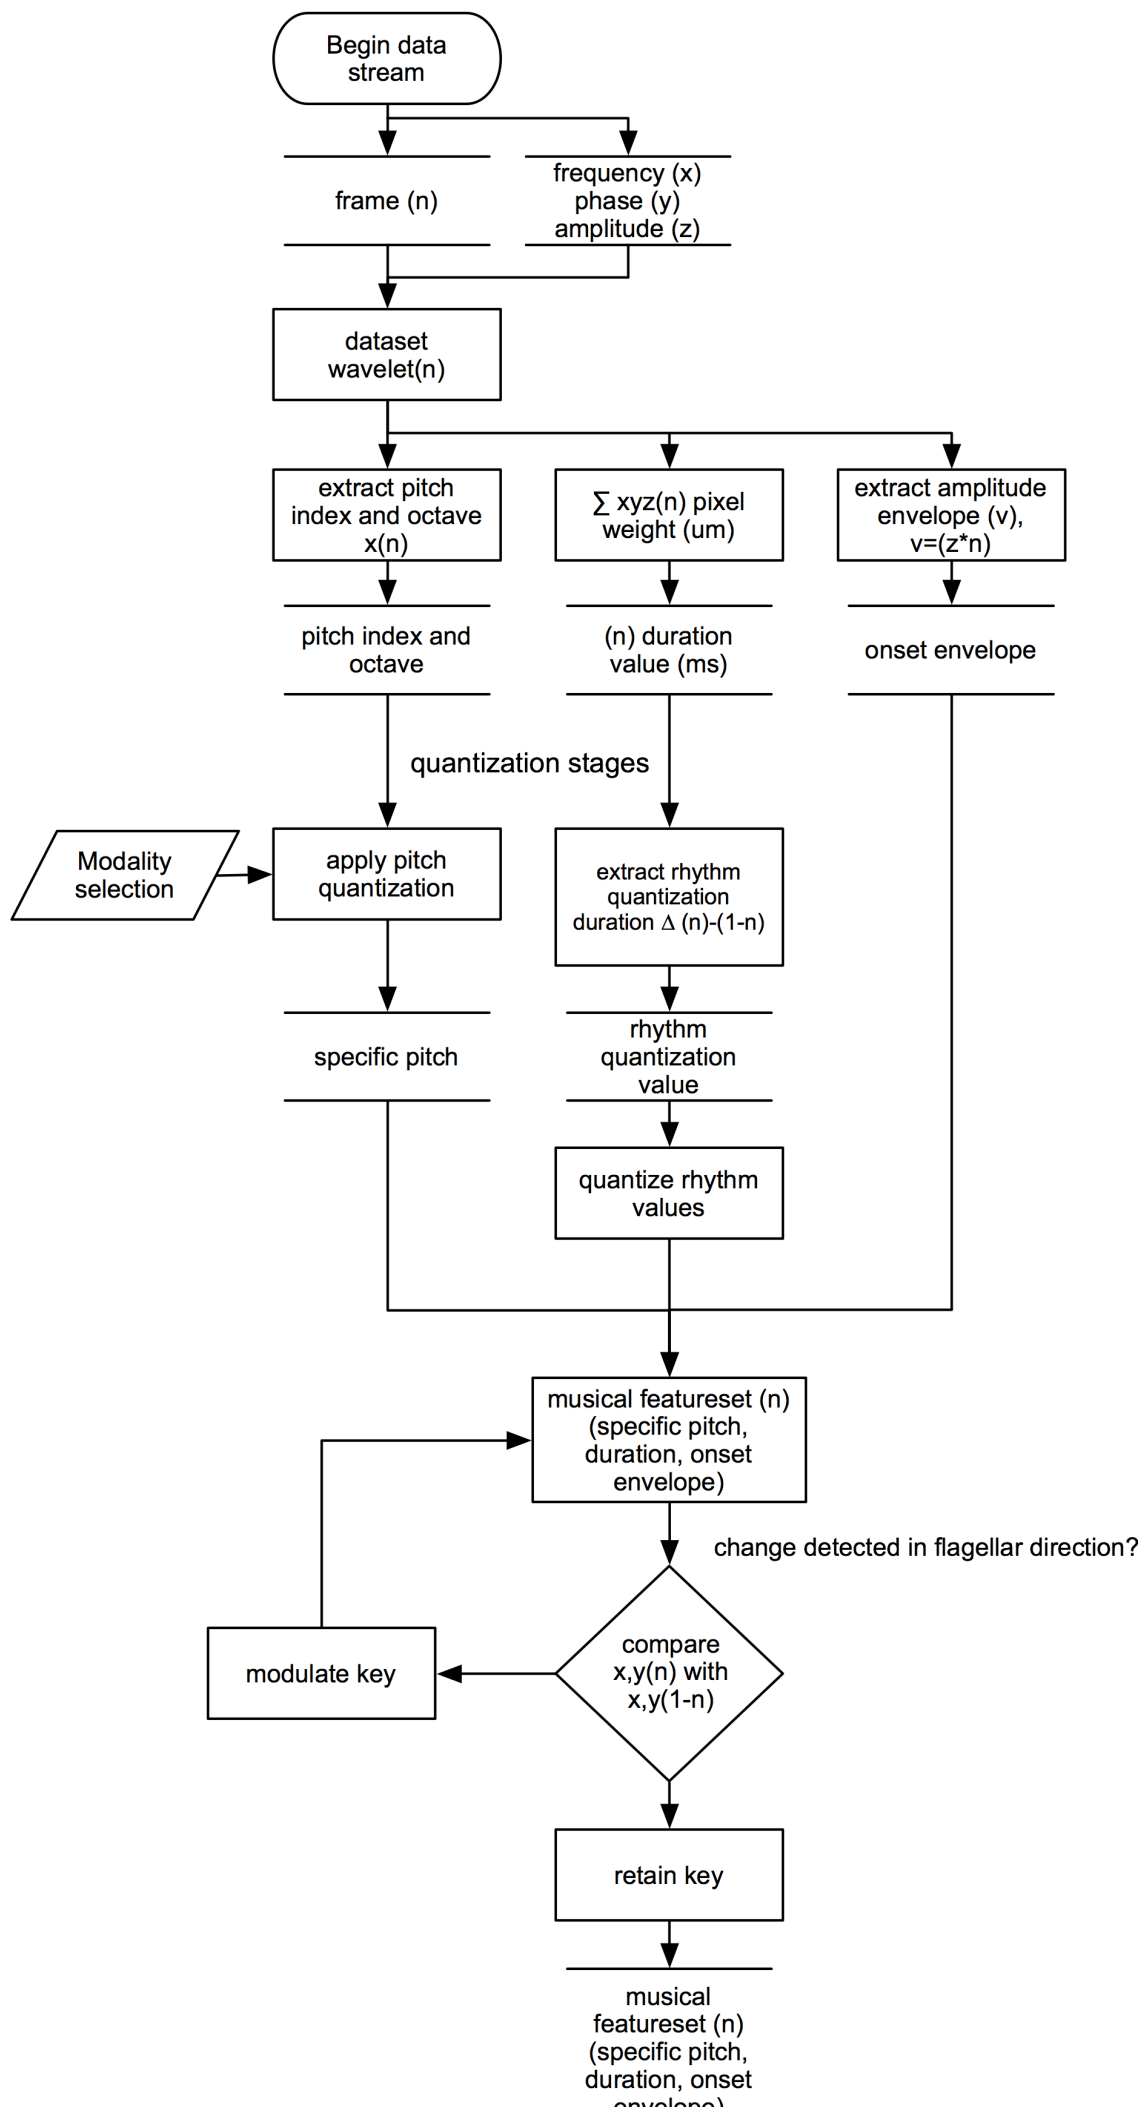 Begin data
stream
frame (n)
frequency (x)
phase (y)
amplitude (z)
dataset
wavelet(n)
extract pitch
index and octave
x(n)
∑ xyz(n) pixel
weight (um)
extract amplitude
envelope (v),
v=(z*n)
pitch index and
octave
(n) duration
value (ms)
onset envelope
quantization stages
Modality
selection
apply pitch
quantization
extract rhythm
quantization
duration Δ (n)-(1-n)
specific pitch
rhythm
quantization
value
quantize rhythm
values
musical featureset (n)
(specific pitch,
duration, onset
envelope)
change detected in flagellar direction?
compare
x,y(n) with
x,y(1-n)
modulate key
retain key
musical
featureset (n)
(specific pitch,
duration, onset
envelope)